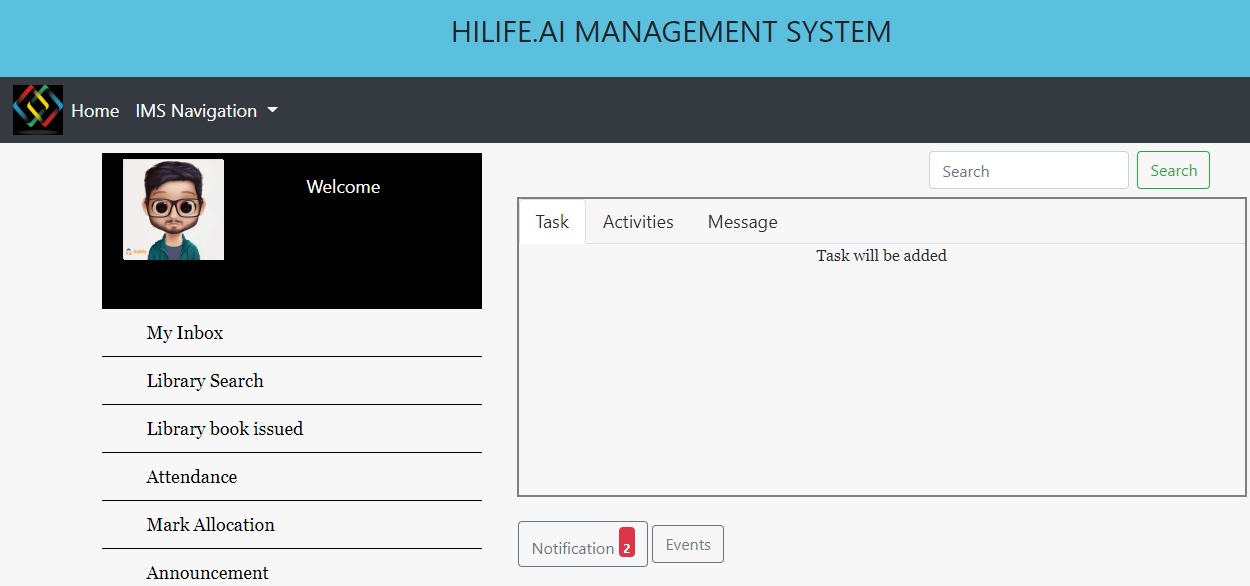 HILIFE.AI MANAGEMENT SYSTEM
Home IMS Navigation
Welcome
Search Search
Task Activities Message
Task will be added
My Inbox
Library Search
Library book issued
Attendance
Mark Allocation
Announcement
Notification 2 Events